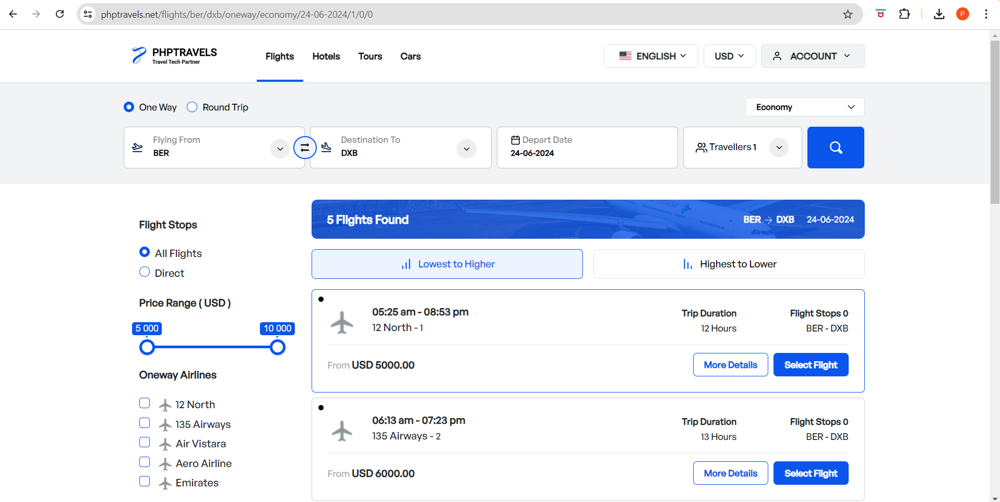 phptravels.net/flights/ber/dxb/oneway/economy/24-06-2024/1/0/0
P
PHPTRAVELS
Travel Tech Partner
Flights
Hotels
Tours
Cars
ENGLISH
USD
ACCOUNT
One Way
Round Trip
Economy
Flying From
BER
Destination To
DXB
Depart Date
24-06-2024
Travellers 1
Flight Stops
All Flights
Direct
Price Range ( USD )
5 000
10 000
Oneway Airlines
12 North
135 Airways
Air Vistara
Aero Airline
Emirates
5 Flights Found
BER → DXB 24-06-2024
Lowest to Higher
Highest to Lower
05:25 am - 08:53 pm
12 North - 1
Trip Duration
12 Hours
Flight Stops 0
BER - DXB
From USD 5000.00
More Details
Select Flight
06:13 am - 07:23 pm
135 Airways - 2
Trip Duration
13 Hours
Flight Stops 0
BER - DXB
From USD 6000.00
More Details
Select Flight